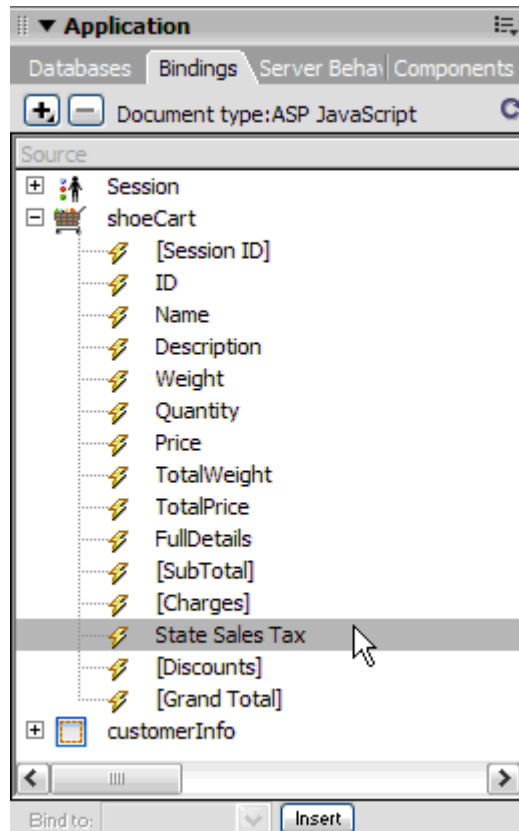 Application
Databases Bindings Server Behav Components
Document type:ASP JavaScript
Source
Session
shoeCart
[Session ID]
ID
Name
Description
Weight
Quantity
Price
TotalWeight
TotalPrice
FullDetails
[SubTotal]
[Charges]
State Sales Tax
[Discounts]
[Grand Total]
customerInfo
Bind to: Insert